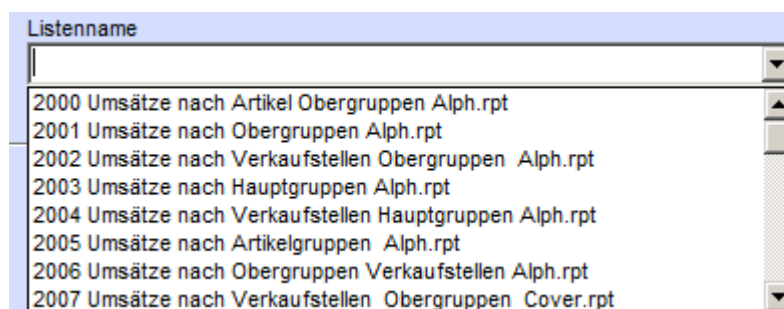 Listenname
2000 Umsätze nach Artikel Obergruppen Alph.rpt
2001 Umsätze nach Obergruppen Alph.rpt
2002 Umsätze nach Verkaufstellen Obergruppen  Alph.rpt
2003 Umsätze nach Hauptgruppen Alph.rpt
2004 Umsätze nach Verkaufstellen Hauptgruppen Alph.rpt
2005 Umsätze nach Artikelgruppen  Alph.rpt
2006 Umsätze nach Obergruppen Verkaufstellen Alph.rpt
2007 Umsätze nach Verkaufstellen  Obergruppen  Cover.rpt